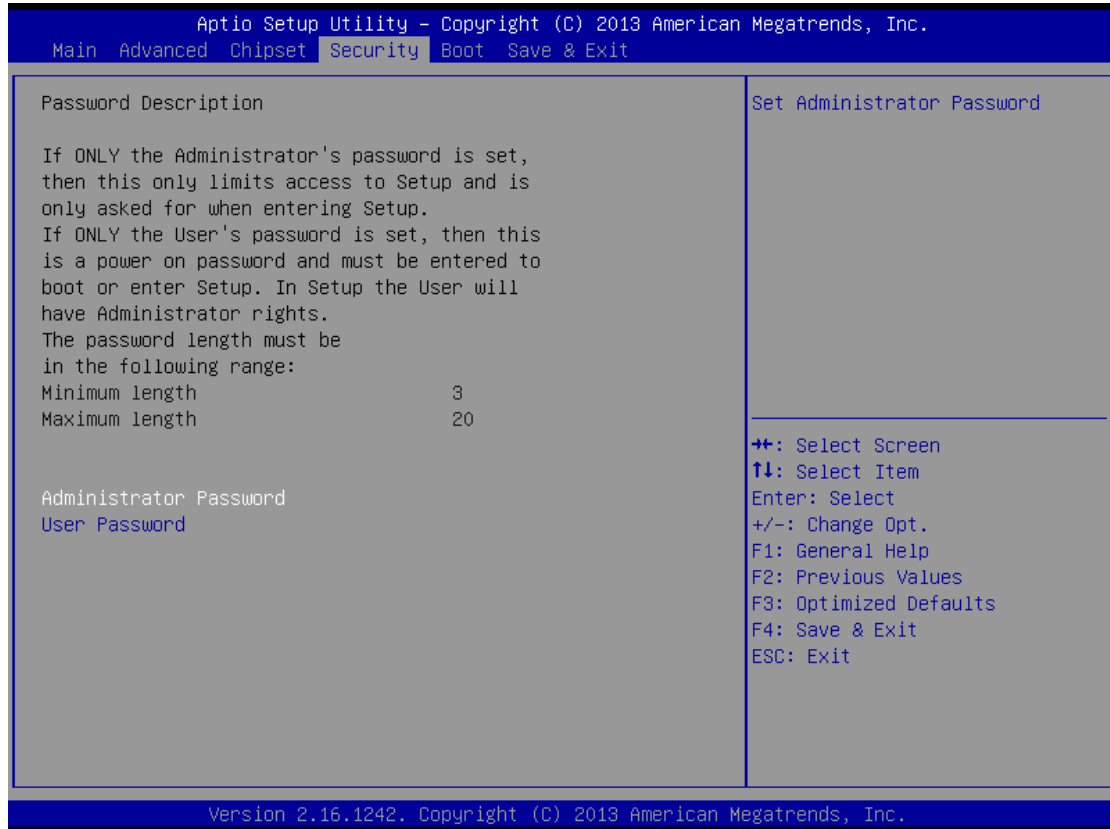 Aptio Setup Utility – Copyright (C) 2013 American Megatrends, Inc.
Main Advanced Chipset Security Boot Save & Exit
Password Description
If ONLY the Administrator's password is set,
then this only limits access to Setup and is
only asked for when entering Setup.
If ONLY the User's password is set, then this
is a power on password and must be entered to
boot or enter Setup. In Setup the User will
have Administrator rights.
The password length must be
in the following range:
Minimum length 3
Maximum length 20
Administrator Password
User Password
Set Administrator Password
→←: Select Screen
↑↓: Select Item
Enter: Select
+/-: Change Opt.
F1: General Help
F2: Previous Values
F3: Optimized Defaults
F4: Save & Exit
ESC: Exit
Version 2.16.1242. Copyright (C) 2013 American Megatrends, Inc.